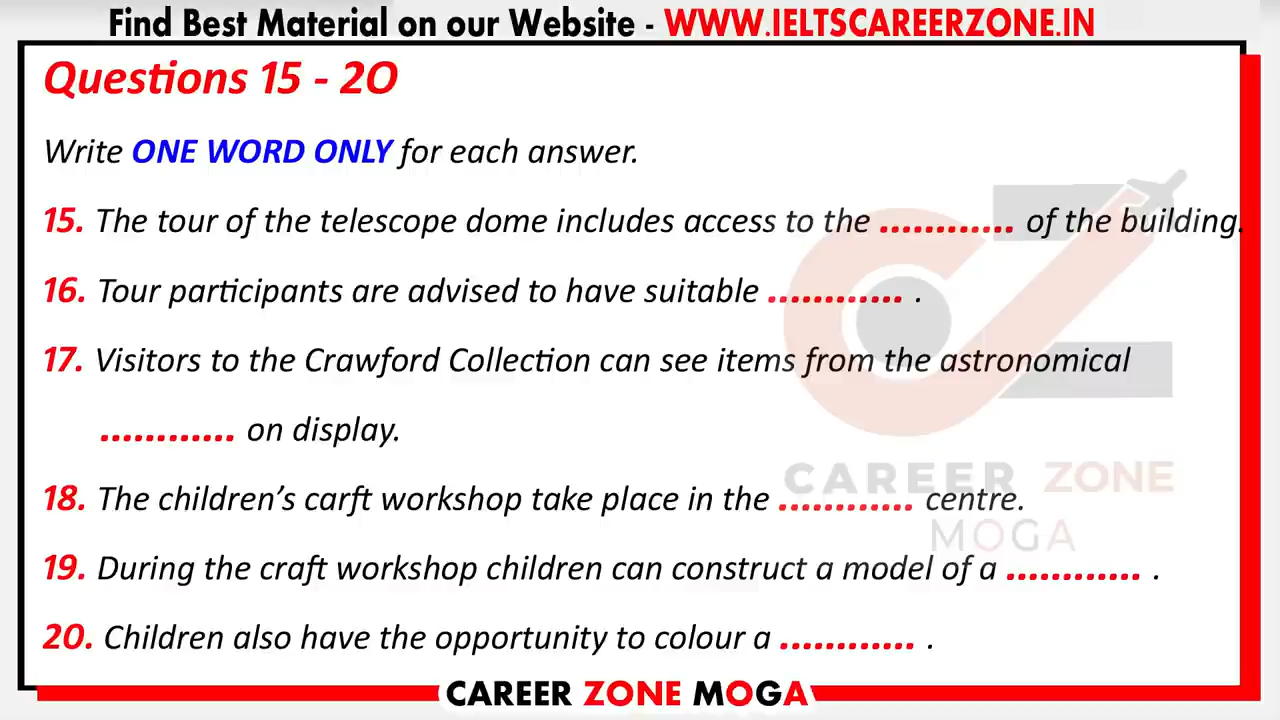 Find Best Material on our Website - WWW.IELTSCAREERZONE.IN
Questions 15 - 2O
Write ONE WORD ONLY for each answer.
15. The tour of the telescope dome includes access to the ............ of the building.
16. Tour participants are advised to have suitable ............ .
17. Visitors to the Crawford Collection can see items from the astronomical
............ on display.
18. The children's carft workshop take place in the ............ centre.
19. During the craft workshop children can construct a model of a ............ .
20. Children also have the opportunity to colour a ............ .
CAREER ZONE
MOGA
CAREER ZONE MOGA